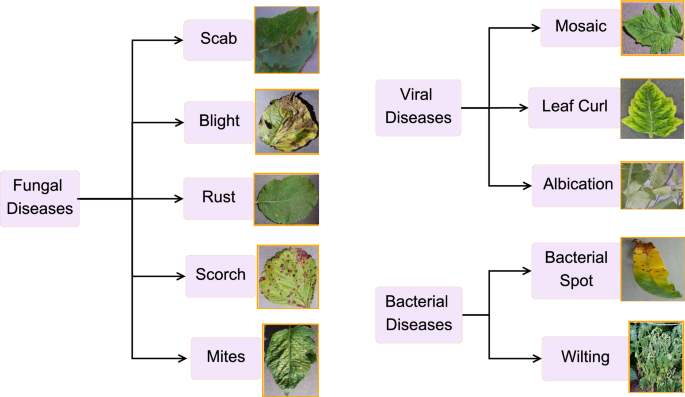 Fungal
Diseases
Scab
Blight
Rust
Scorch
Mites
Viral
Diseases
Mosaic
Leaf Curl
Albication
Bacterial
Diseases
Bacterial
Spot
Wilting